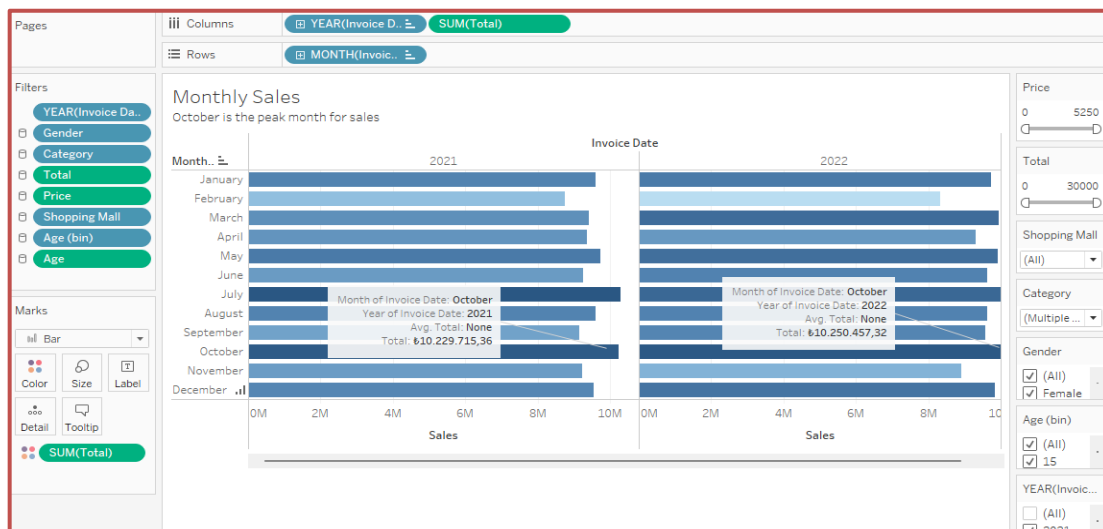 Pages
Columns
YEAR(Invoice D..
SUM(Total)
Rows
MONTH(Invoic..
Filters
YEAR(Invoice Da..
Gender
Category
Total
Price
Shopping Mall
Age (bin)
Age
Marks
Bar
Color
Size
Label
Detail
Tooltip
SUM(Total)
Monthly Sales
October is the peak month for sales
Invoice Date
Month..
2021
2022
January
February
March
April
May
June
July
August
September
October
November
December
Month of Invoice Date: October
Year of Invoice Date: 2021
Avg. Total: None
Total: ₺10.229.715,36
Month of Invoice Date: October
Year of Invoice Date: 2022
Avg. Total: None
Total: ₺10.250.457,32
0M 2M 4M 6M 8M 10M
0M 2M 4M 6M 8M 10
Sales
Sales
Price
0 5250
Total
0 30000
Shopping Mall
(All)
Category
(Multiple ...
Gender
(All)
Female
Age (bin)
(All)
15
YEAR(Invoic...
(All)
2021